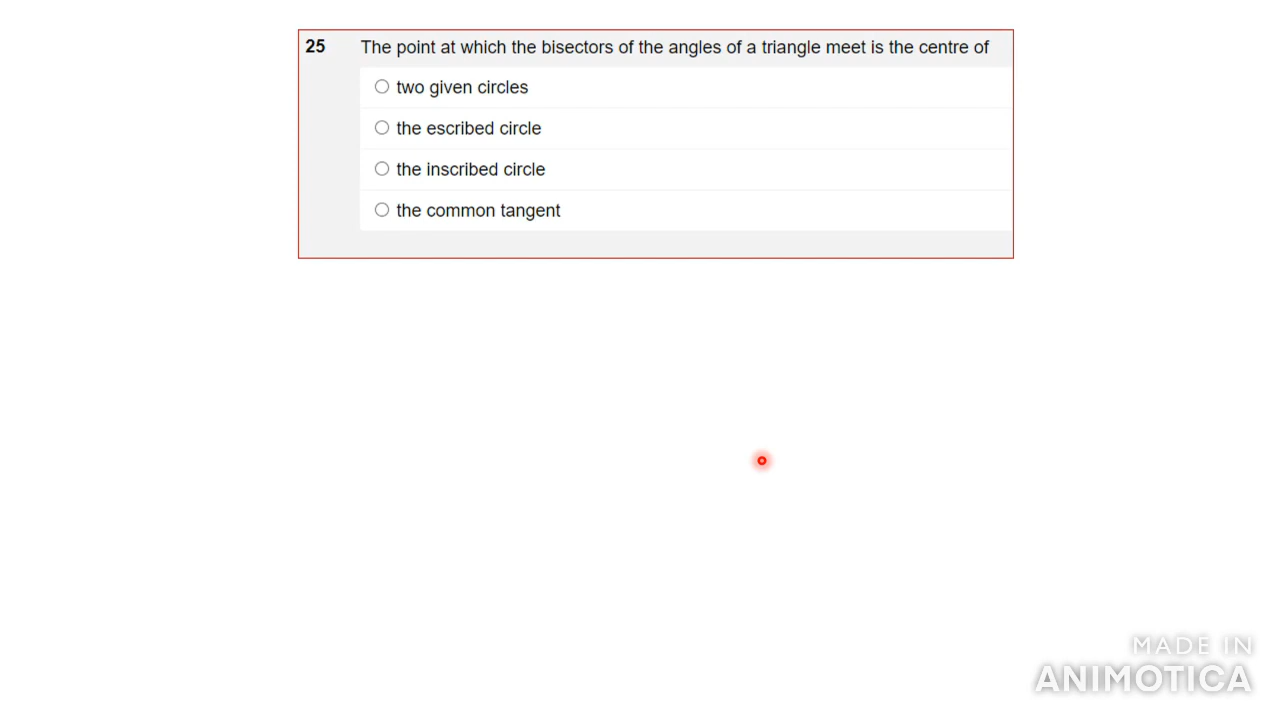 25 The point at which the bisectors of the angles of a triangle meet is the centre of
two given circles
the escribed circle
the inscribed circle
the common tangent
MADE IN
ANIMOTICA